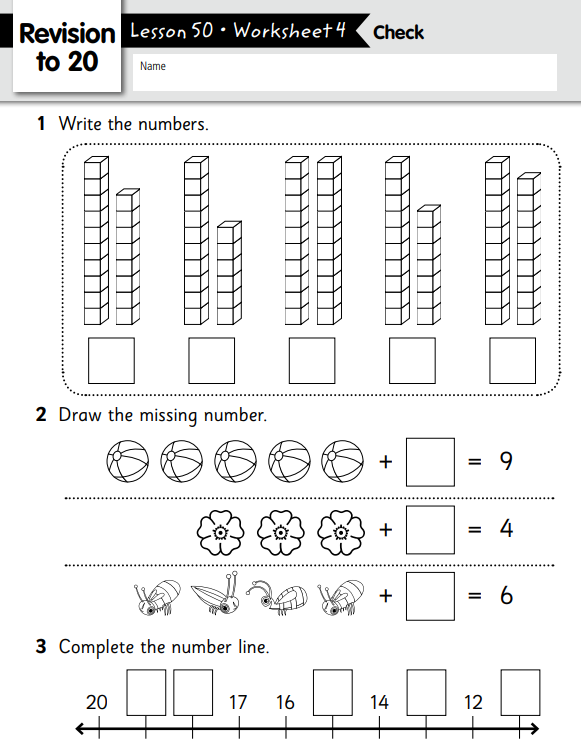 Revision
to 20
Lesson 50 • Worksheet 4
Check
Name
1 Write the numbers.
2 Draw the missing number.
+ = 9
+ = 4
+ = 6
3 Complete the number line.
20 17 16 14 12